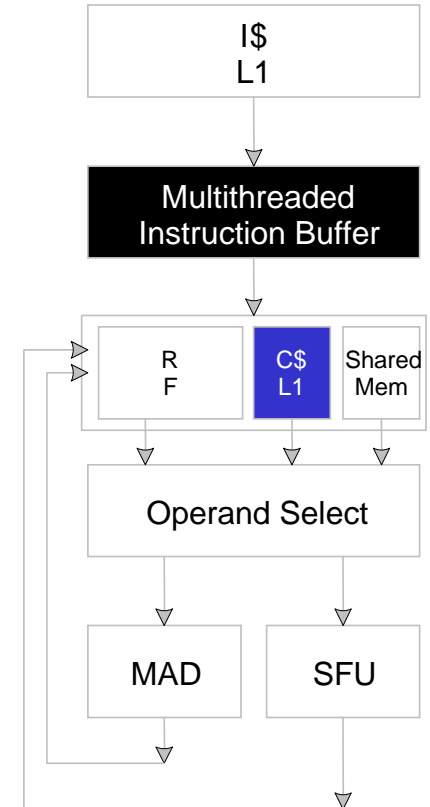 I$
L1
Multithreaded
Instruction Buffer
R
F
C$
L1
Shared
Mem
Operand Select
MAD
SFU